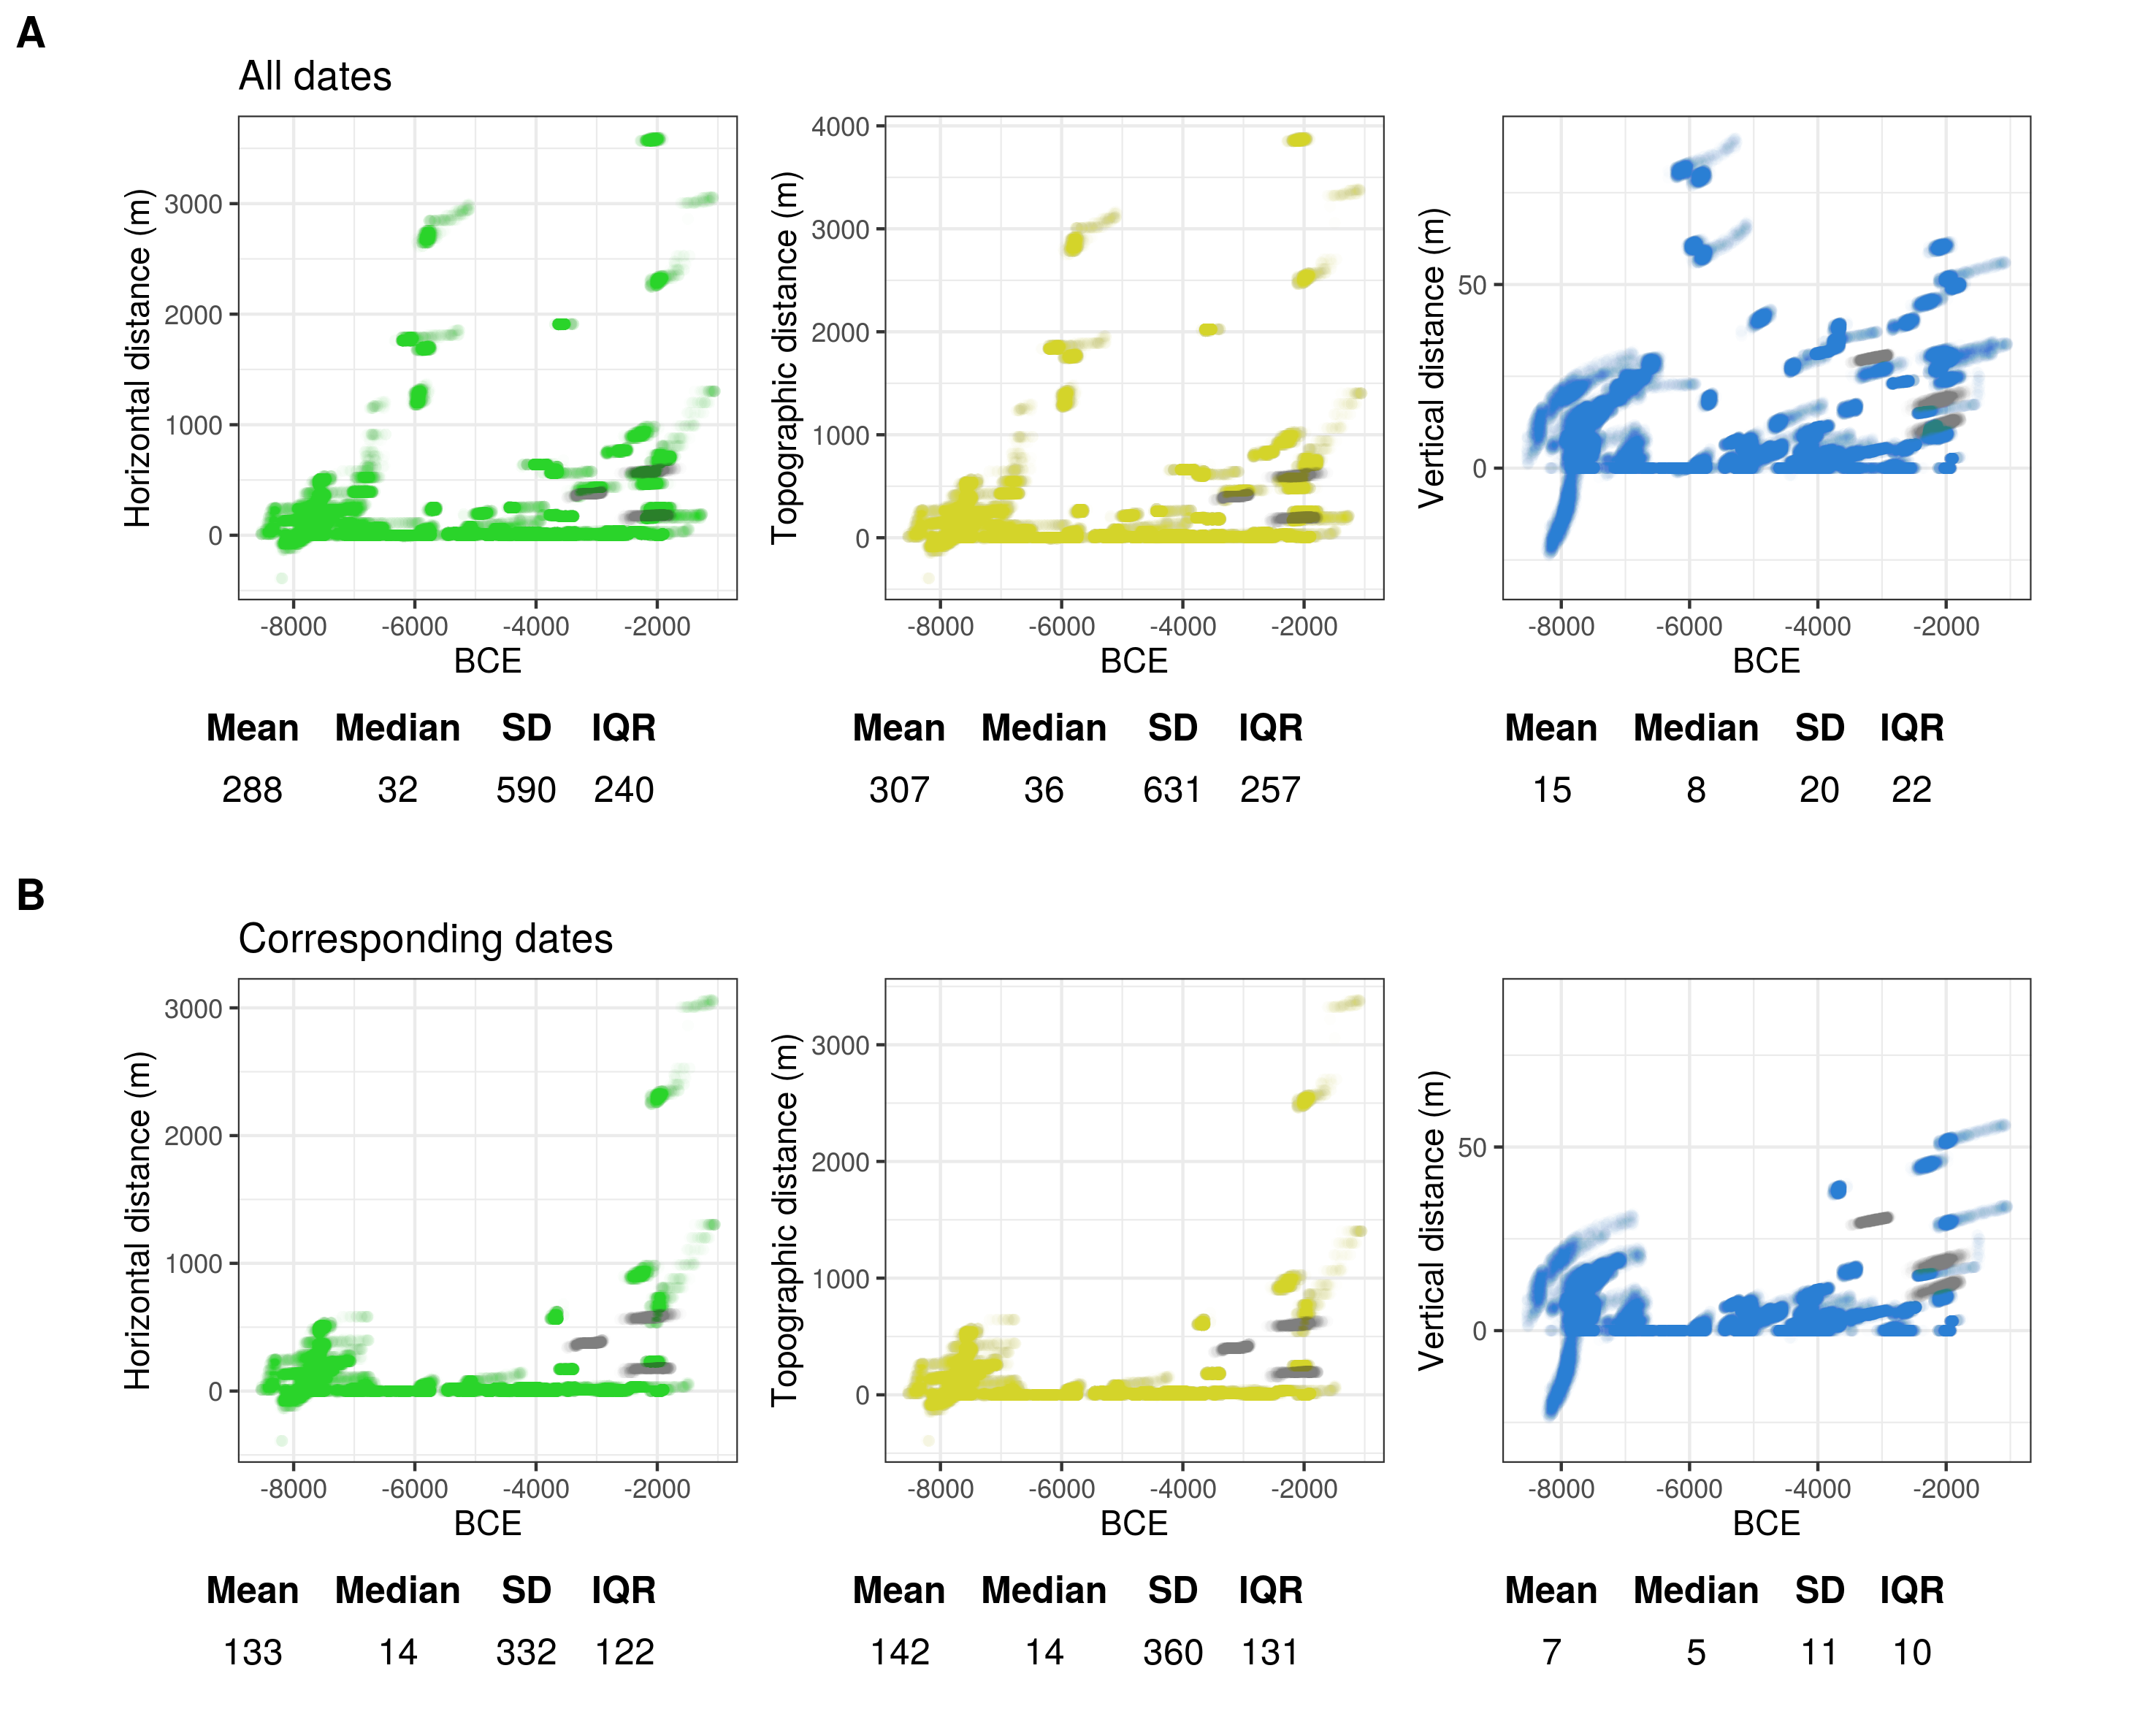 A
All dates
Horizontal distance (m)
3000
2000
1000
0
-8000 -6000 -4000 -2000
BCE
Mean Median SD IQR
288 32 590 240
Topographic distance (m)
4000
3000
2000
1000
0
-8000 -6000 -4000 -2000
BCE
Mean Median SD IQR
307 36 631 257
Vertical distance (m)
50
0
-8000 -6000 -4000 -2000
BCE
Mean Median SD IQR
15 8 20 22
B
Corresponding dates
Horizontal distance (m)
3000
2000
1000
0
-8000 -6000 -4000 -2000
BCE
Mean Median SD IQR
133 14 332 122
Topographic distance (m)
3000
2000
1000
0
-8000 -6000 -4000 -2000
BCE
Mean Median SD IQR
142 14 360 131
Vertical distance (m)
50
0
-8000 -6000 -4000 -2000
BCE
Mean Median SD IQR
7 5 11 10